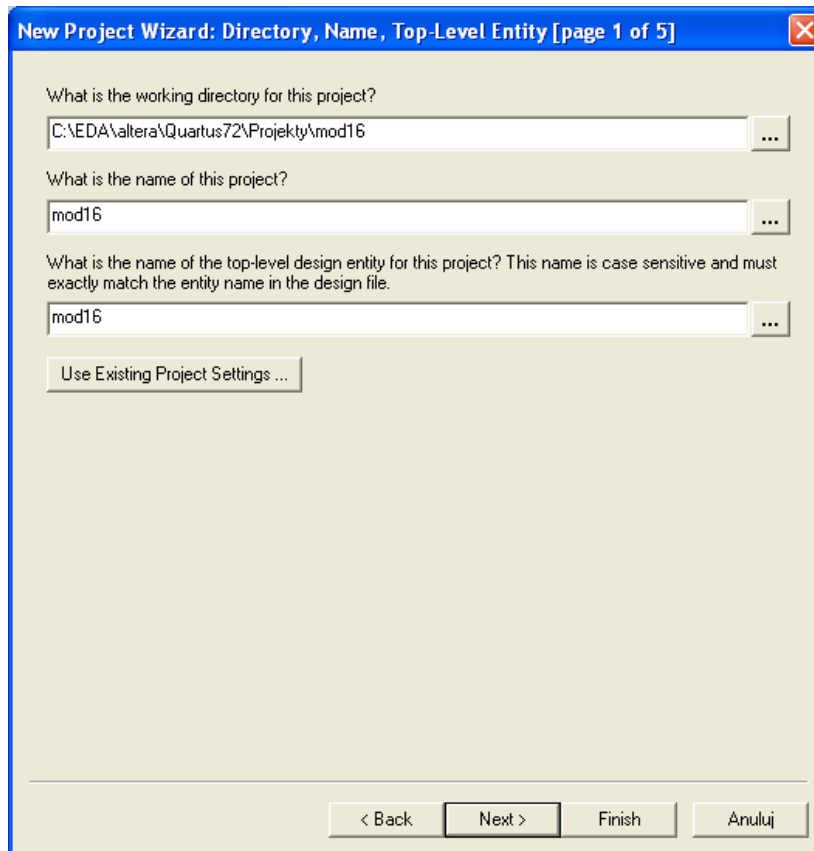 New Project Wizard: Directory, Name, Top-Level Entity [page 1 of 5]
What is the working directory for this project?
C:\EDA\altera\Quartus72\Projekty\mod16
...
What is the name of this project?
mod16
...
What is the name of the top-level design entity for this project? This name is case sensitive and must
exactly match the entity name in the design file.
mod16
...
Use Existing Project Settings ...
< Back Next > Finish Anuluj